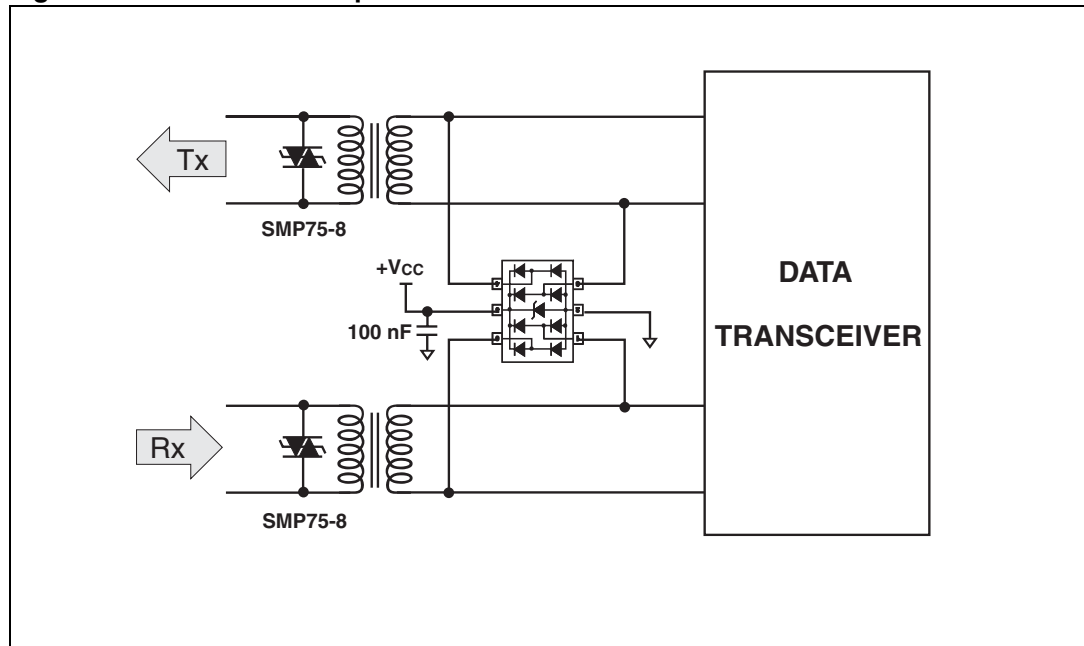 Tx
SMP75-8
+VCC
100 nF
DATA
TRANSCEIVER
Rx
SMP75-8